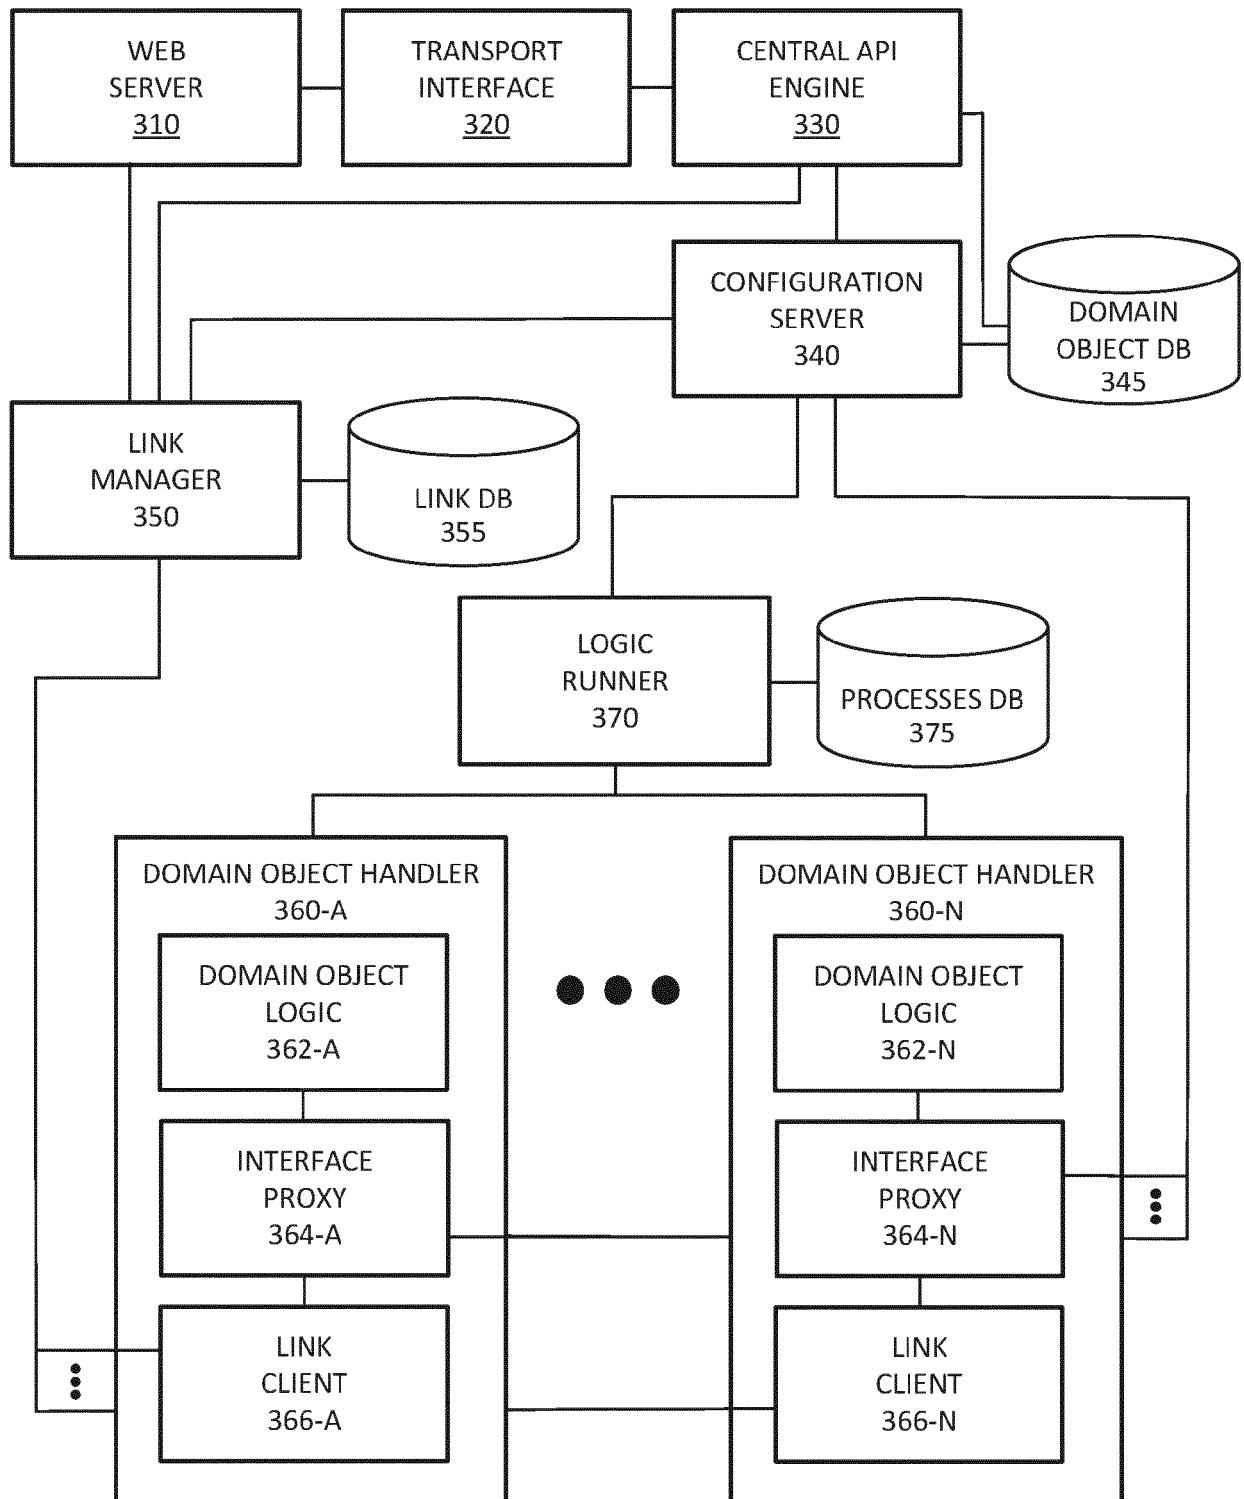 WEB
SERVER
310
TRANSPORT
INTERFACE
320
CENTRAL API
ENGINE
330
CONFIGURATION
SERVER
340
DOMAIN
OBJECT DB
345
LINK
MANAGER
350
LINK DB
355
LOGIC
RUNNER
370
PROCESSES DB
375
DOMAIN OBJECT HANDLER
360-A
DOMAIN OBJECT
LOGIC
362-A
INTERFACE
PROXY
364-A
LINK
CLIENT
366-A
DOMAIN OBJECT HANDLER
360-N
DOMAIN OBJECT
LOGIC
362-N
INTERFACE
PROXY
364-N
LINK
CLIENT
366-N